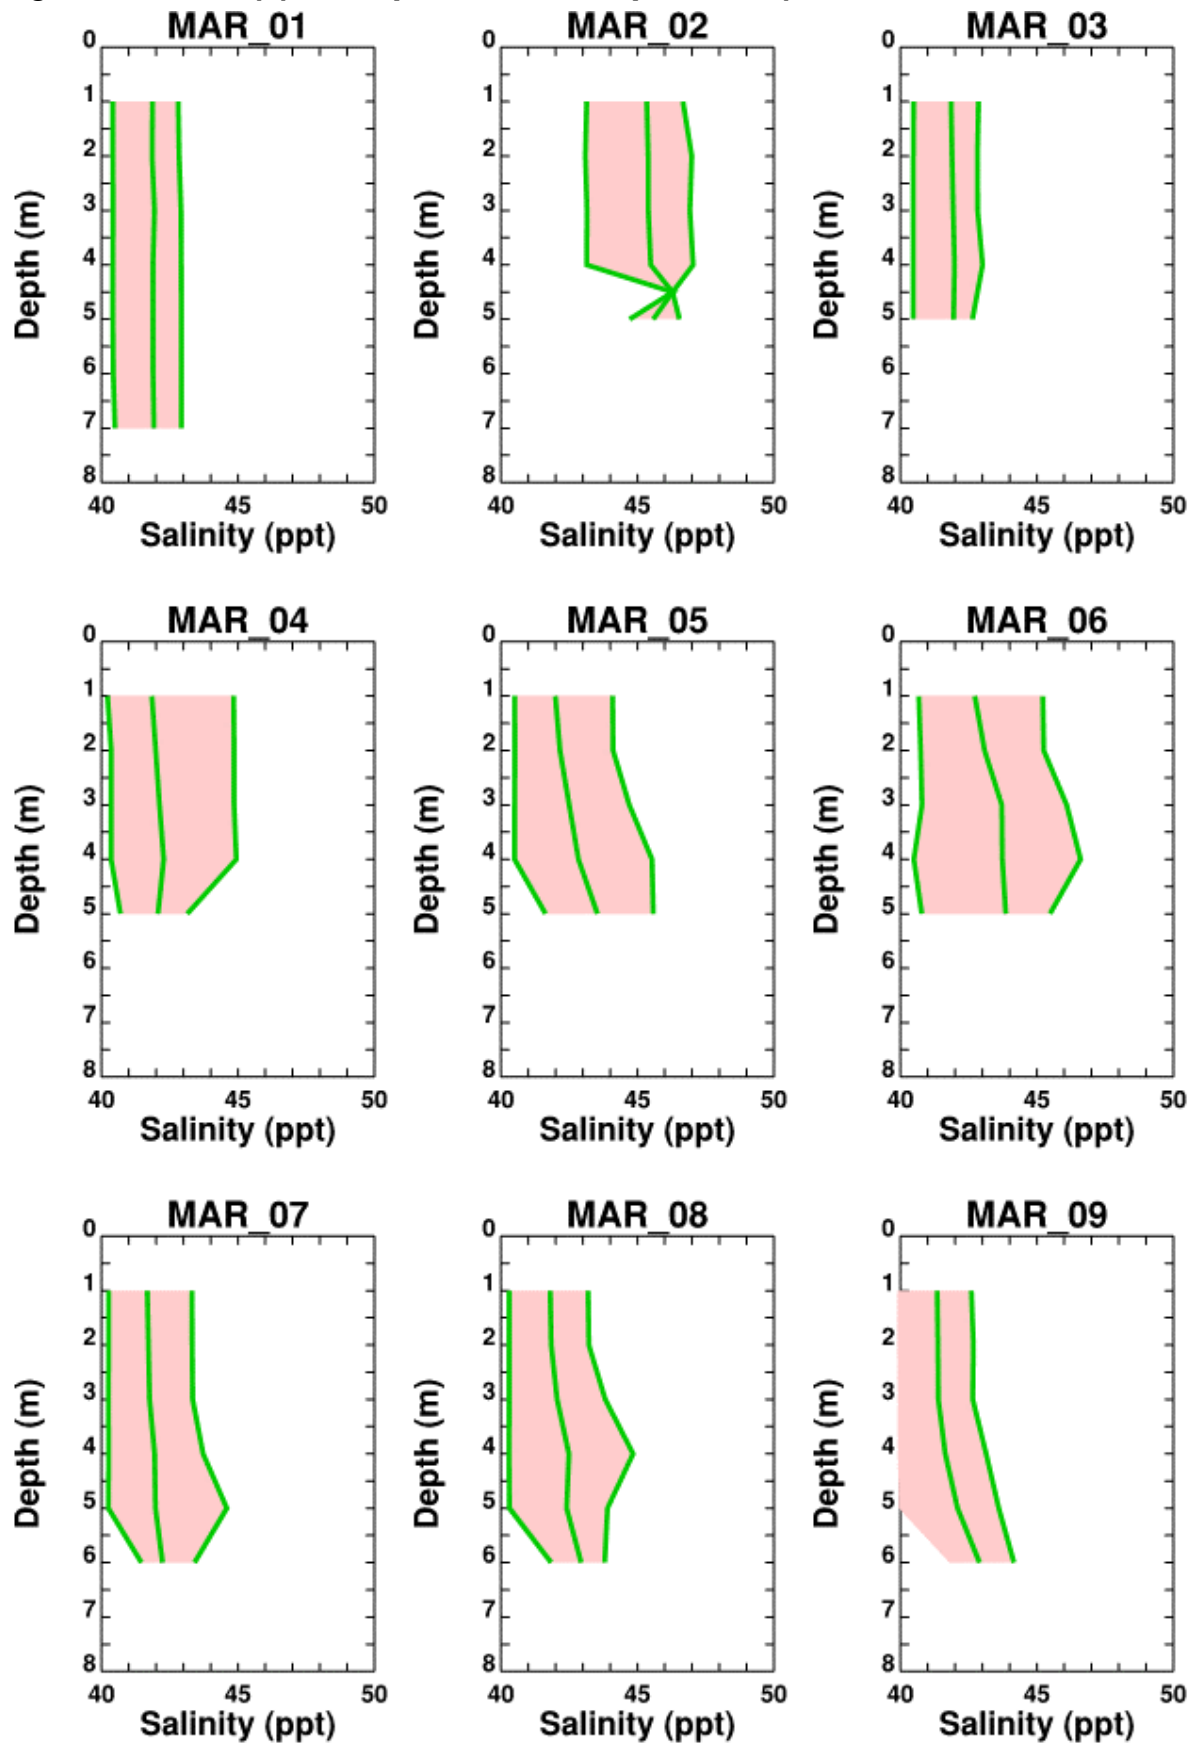 MAR_01 MAR_02 MAR_03
0 0 0
1 1 1
2 2 2
3 3 3
4 4 4
5 5 5
6 6 6
7 7 7
8 8 8
Depth (m) Depth (m) Depth (m)
40 45 50 40 45 50 40 45 50
Salinity (ppt) Salinity (ppt) Salinity (ppt)
MAR_04 MAR_05 MAR_06
0 0 0
1 1 1
2 2 2
3 3 3
4 4 4
5 5 5
6 6 6
7 7 7
8 8 8
Depth (m) Depth (m) Depth (m)
40 45 50 40 45 50 40 45 50
Salinity (ppt) Salinity (ppt) Salinity (ppt)
MAR_07 MAR_08 MAR_09
0 0 0
1 1 1
2 2 2
3 3 3
4 4 4
5 5 5
6 6 6
7 7 7
8 8 8
Depth (m) Depth (m) Depth (m)
40 45 50 40 45 50 40 45 50
Salinity (ppt) Salinity (ppt) Salinity (ppt)